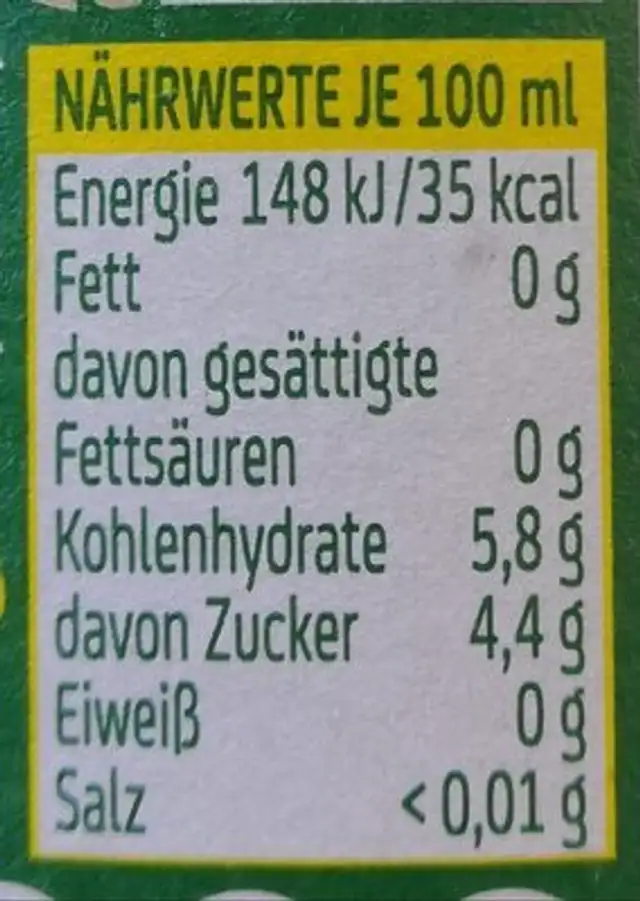 NÄHRWERTE JE 100 ml
Energie 148 kJ/35 kcal
Fett 0 g
davon gesättigte
Fettsäuren 0 g
Kohlenhydrate 5,8 g
davon Zucker 4,4 g
Eiweiß 0 g
Salz < 0,01 g